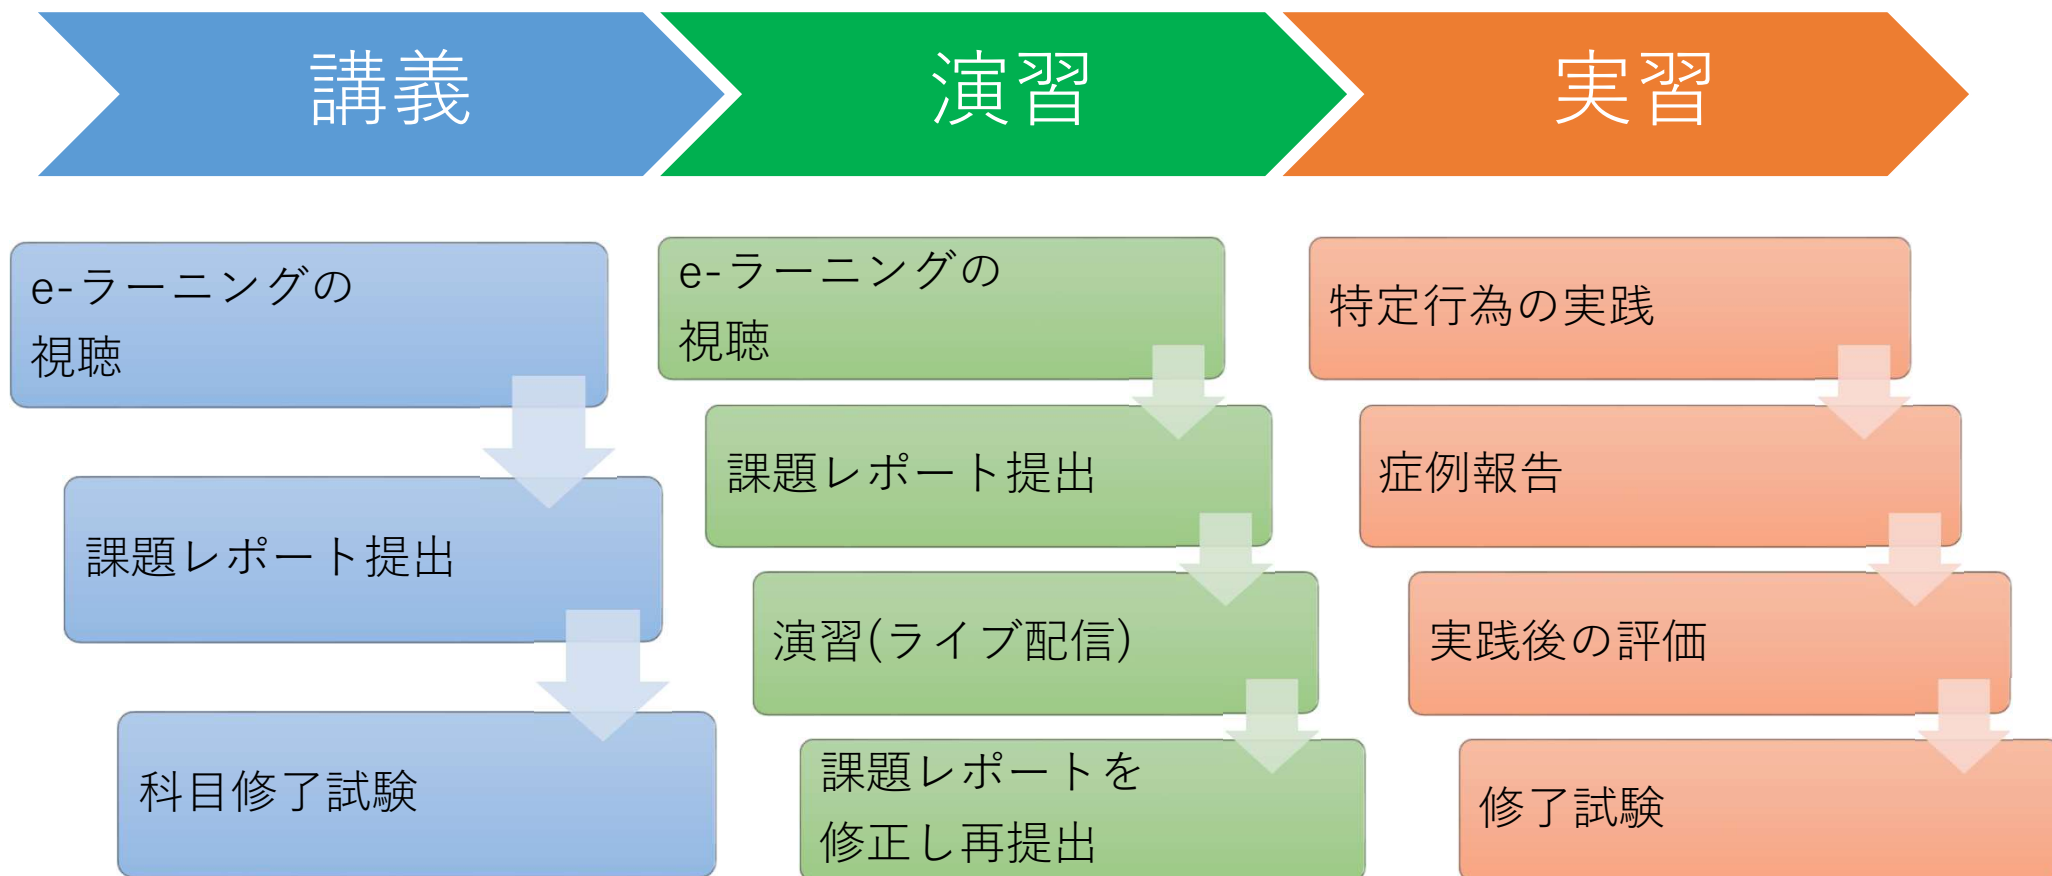 講義
演習
実習
e-ラーニングの
視聴
課題レポート提出
科目修了試験
e-ラーニングの
視聴
課題レポート提出
演習(ライブ配信)
課題レポートを
修正し再提出
特定行為の実践
症例報告
実践後の評価
修了試験